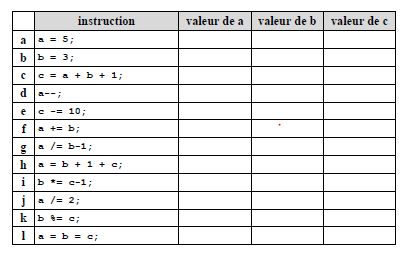 instruction valeur de a valeur de b valeur de c
a a = 5;
b b = 3;
c c = a + b + 1;
d a--;
e c -= 10;
f a += b;
g a /= b-1;
h a = b + 1 + c;
i b *= c-1;
j a /= 2;
k b %= c;
l a = b = c;